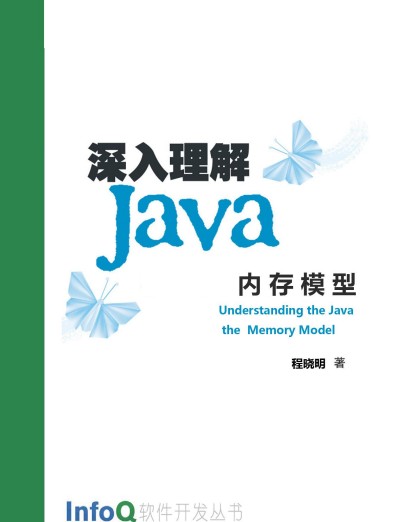 深入理解
Java
内存模型
Understanding the Java
the Memory Model
程晓明 著
InfoQ软件开发丛书